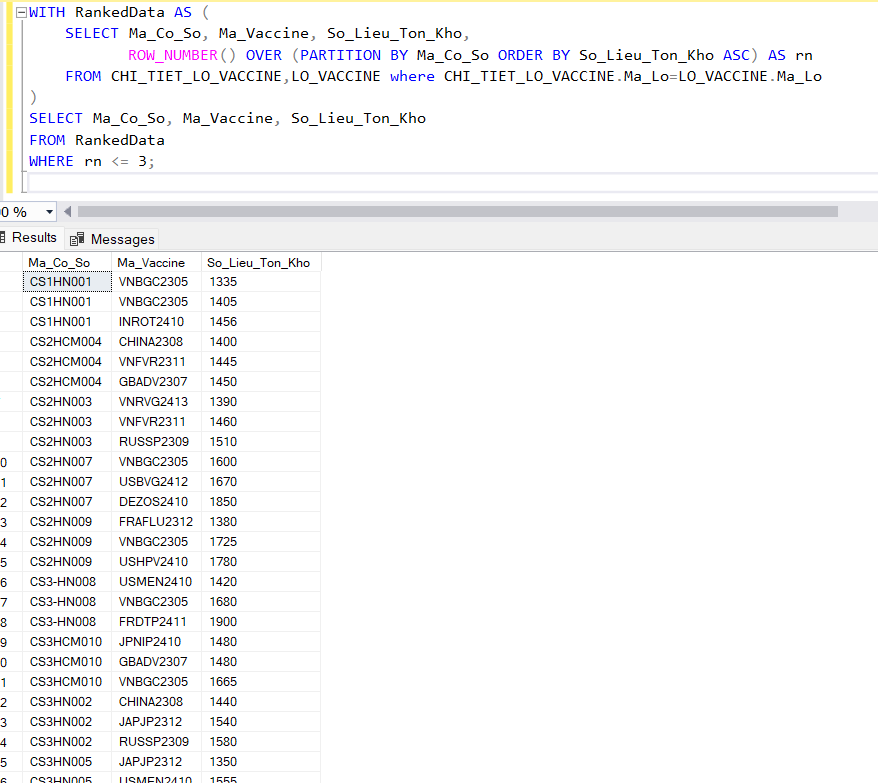 WITH RankedData AS (
SELECT Ma_Co_So, Ma_Vaccine, So_Lieu_Ton_Kho,
ROW_NUMBER() OVER (PARTITION BY Ma_Co_So ORDER BY So_Lieu_Ton_Kho ASC) AS rn
FROM CHI_TIET_LO_VACCINE,LO_VACCINE where CHI_TIET_LO_VACCINE.Ma_Lo=LO_VACCINE.Ma_Lo
)
SELECT Ma_Co_So, Ma_Vaccine, So_Lieu_Ton_Kho
FROM RankedData
WHERE rn <= 3;
0 %
Results Messages
Ma_Co_So Ma_Vaccine So_Lieu_Ton_Kho
CS1HN001 VNBGC2305 1335
CS1HN001 VNBGC2305 1405
CS1HN001 INROT2410 1456
CS2HCM004 CHINA2308 1400
CS2HCM004 VNFVR2311 1445
CS2HCM004 GBADV2307 1450
CS2HN003 VNRVG2413 1390
CS2HN003 VNFVR2311 1460
CS2HN003 RUSSP2309 1510
0 CS2HN007 VNBGC2305 1600
1 CS2HN007 USBVG2412 1670
2 CS2HN007 DEZOS2410 1850
3 CS2HN009 FRAFLU2312 1380
4 CS2HN009 VNBGC2305 1725
5 CS2HN009 USHPV2410 1780
6 CS3-HN008 USMEN2410 1420
7 CS3-HN008 VNBGC2305 1680
8 CS3-HN008 FRDTP2411 1900
9 CS3HCM010 JPNIP2410 1480
0 CS3HCM010 GBADV2307 1480
1 CS3HCM010 VNBGC2305 1665
2 CS3HN002 CHINA2308 1440
3 CS3HN002 JAPJP2312 1540
4 CS3HN002 RUSSP2309 1580
5 CS3HN005 JAPJP2312 1350
6 CS3HN005 USMEN2410 1555